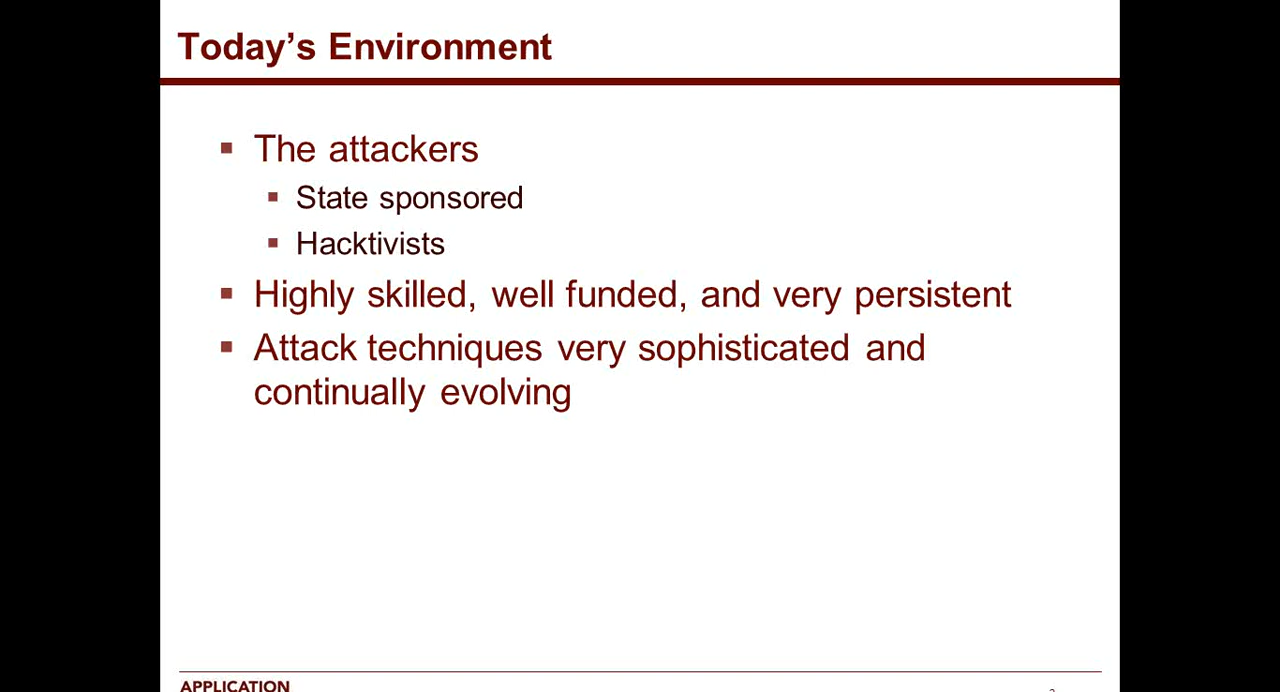 Today’s Environment
▪ The attackers
▪ State sponsored
▪ Hacktivists
▪ Highly skilled, well funded, and very persistent
▪ Attack techniques very sophisticated and
continually evolving
APPLICATION